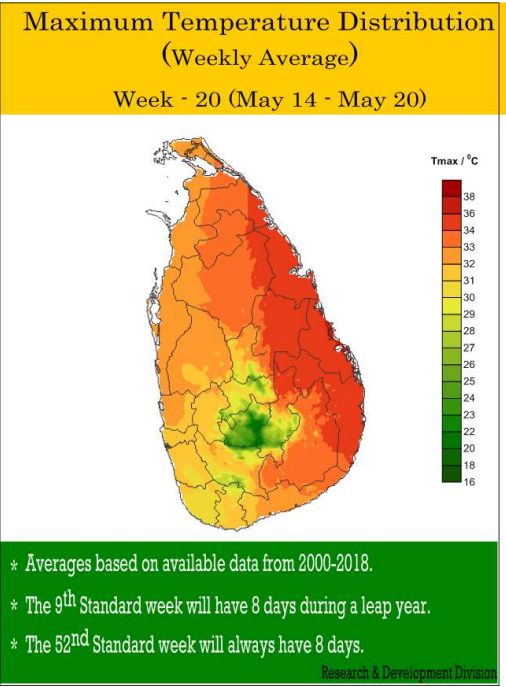 Maximum Temperature Distribution
(Weekly Average)
Week - 20 (May 14 - May 20)
Tmax / ⁰C
38
36
34
33
32
31
30
29
28
27
26
25
24
23
22
20
18
16
* Averages based on available data from 2000-2018.
* The 9th Standard week will have 8 days during a leap year.
* The 52nd Standard week will always have 8 days.
Research & Development Division